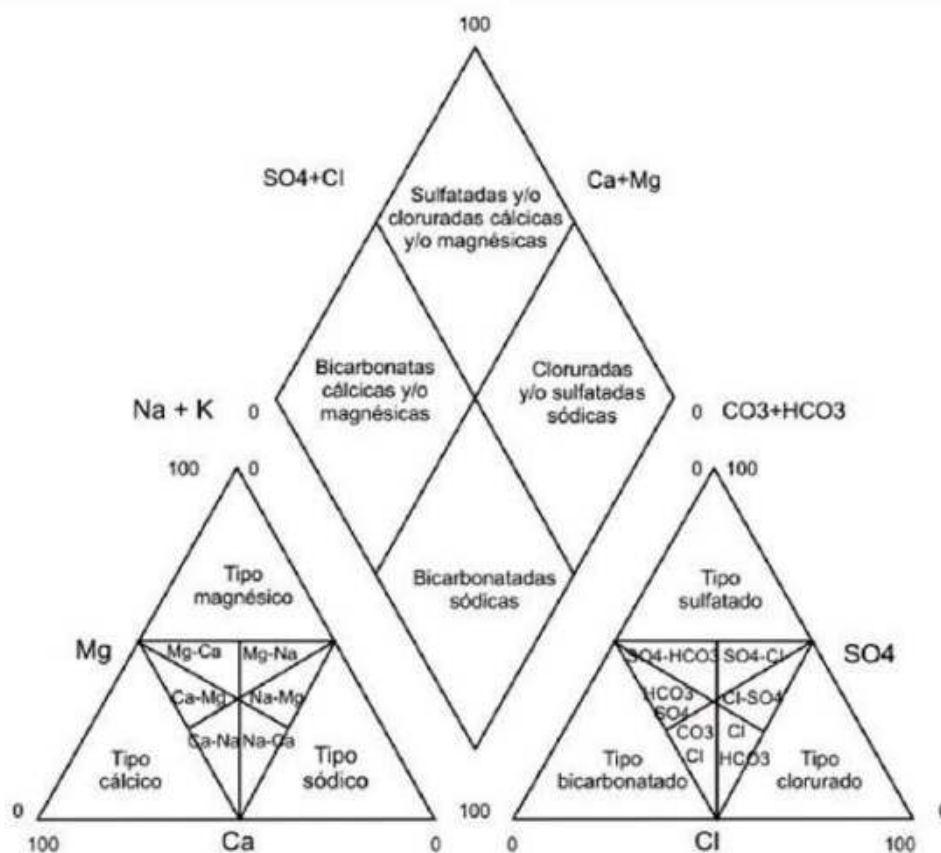 100
SO4+Cl
Ca+Mg
Sulfatadas y/o
cloruradas cálcicas
y/o magnésicas
Bicarbonatas
cálcicas y/o
magnésicas
Cloruradas
y/o sulfatadas
sódicas
Na + K
0
0
CO3+HCO3
Bicarbonatadas
sódicas
100
0
Tipo
magnésico
Mg
Mg-Ca
Mg-Na
Ca-Mg
Na-Mg
Ca-Na
Na-Ca
Tipo
cálcico
Tipo
sódico
0
100
Ca
100
0
0
100
Tipo
sulfatado
SO4
SO4-HCO3
SO4-Cl
HCO3
SO4
Cl-SO4
CO3
Cl
Cl
HCO3
Tipo
bicarbonatado
Tipo
clorurado
100
0
Cl
100